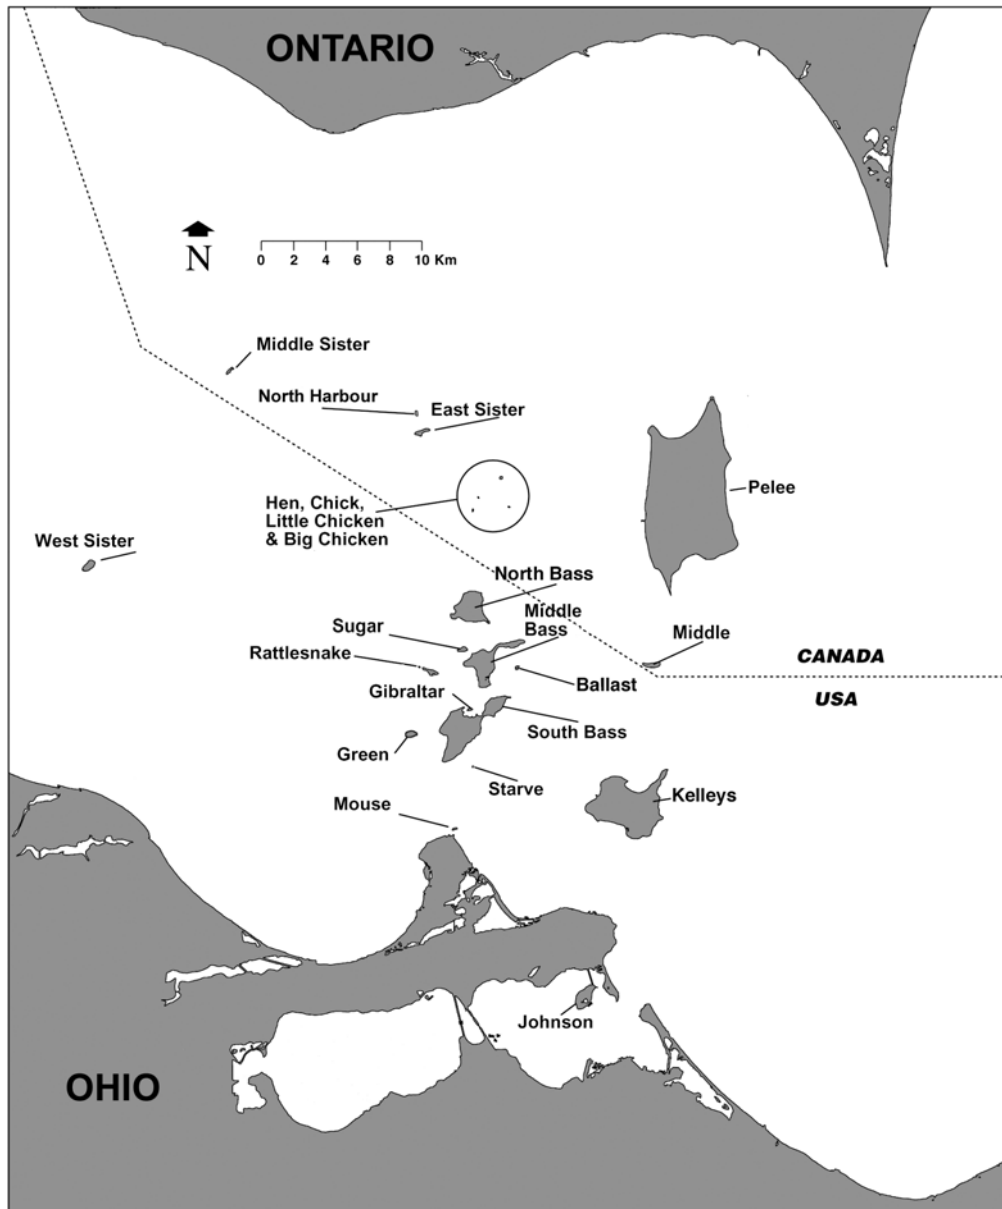 ONTARIO
N
0 2 4 6 8 10 Km
Middle Sister
North Harbour
East Sister
Hen, Chick,
Little Chicken
& Big Chicken
Pelee
West Sister
North Bass
Middle
Bass
Sugar
Rattlesnake
Middle
CANADA
USA
Ballast
Gibraltar
South Bass
Green
Starve
Mouse
Kelleys
Johnson
OHIO